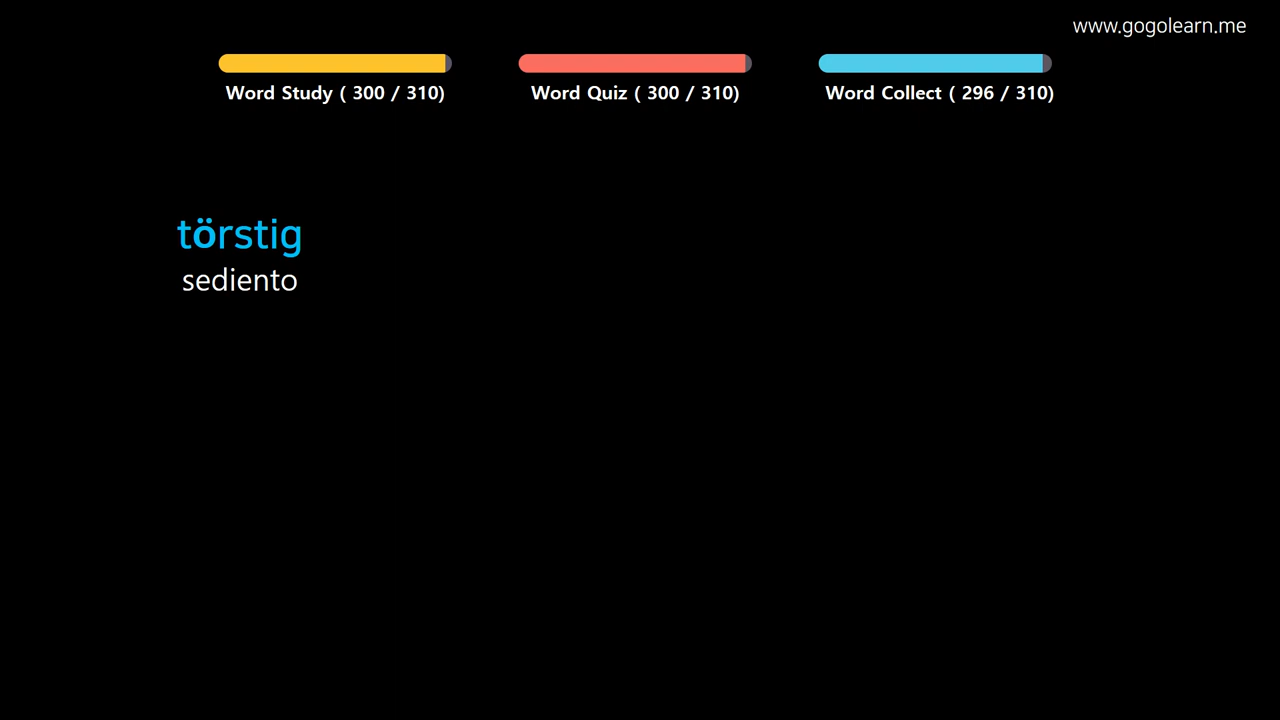 www.gogolearn.me
Word Study ( 300 / 310)
Word Quiz ( 300 / 310)
Word Collect ( 296 / 310)
törstig
sediento